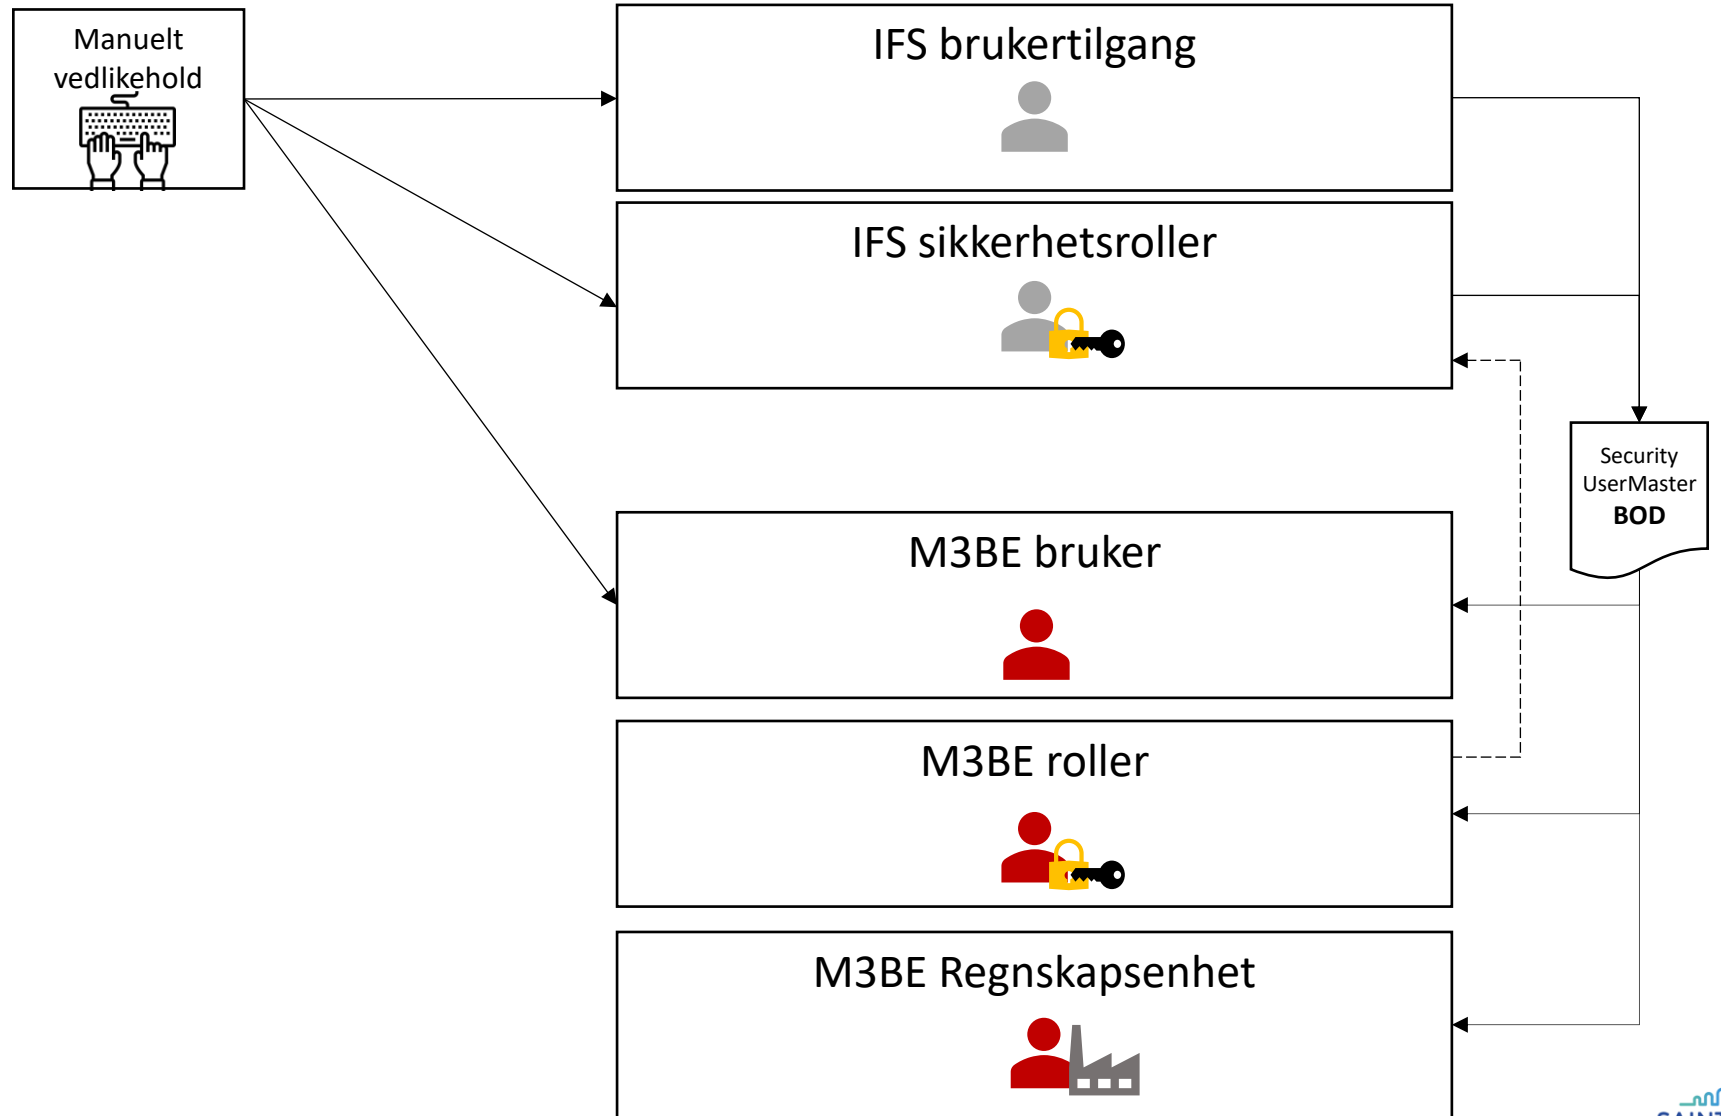 Manuelt
vedlikehold
IFS brukertilgang
IFS sikkerhetsroller
Security
UserMaster
BOD
M3BE bruker
M3BE roller
M3BE Regnskapsenhet